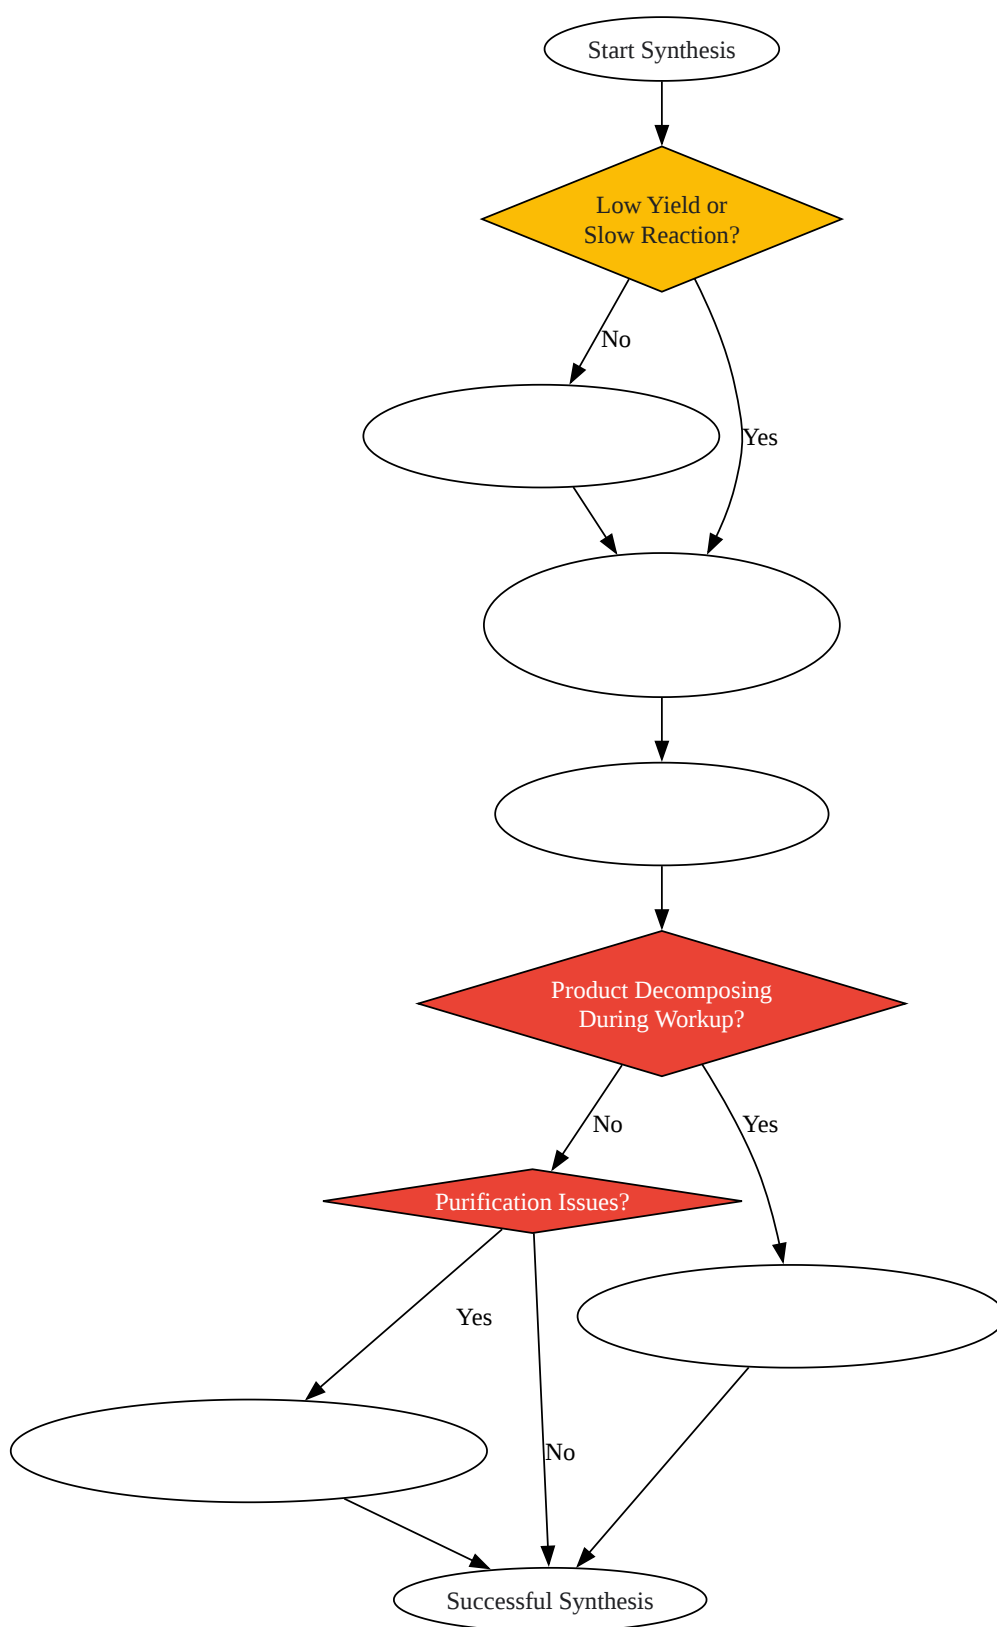 Start Synthesis
Low Yield or
Slow Reaction?
No
Yes
Product Decomposing
During Workup?
No
Yes
Purification Issues?
Yes
No
Successful Synthesis